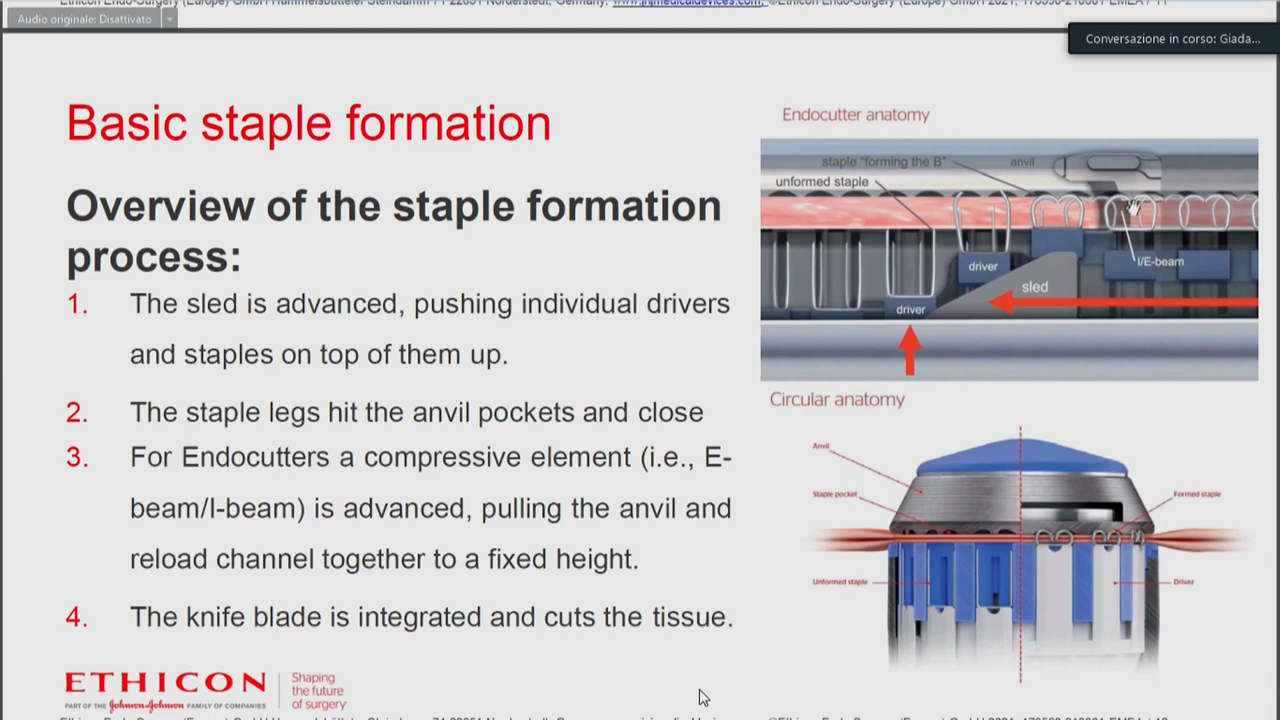 Audio originale: Disattivato
Conversazione in corso: Giada...
Basic staple formation
Overview of the staple formation
process:
1. The sled is advanced, pushing individual drivers
and staples on top of them up.
2. The staple legs hit the anvil pockets and close
3. For Endocutters a compressive element (i.e., E-
beam/I-beam) is advanced, pulling the anvil and
reload channel together to a fixed height.
4. The knife blade is integrated and cuts the tissue.
Endocutter anatomy
staple "forming the B"
anvil
unformed staple
driver
I/E-beam
sled
driver
Circular anatomy
Anvil
Staple pocket
Formed staple
Unformed staple
Driver
ETHICON
PART OF THE Johnson & Johnson FAMILY OF COMPANIES
Shaping
the future
of surgery